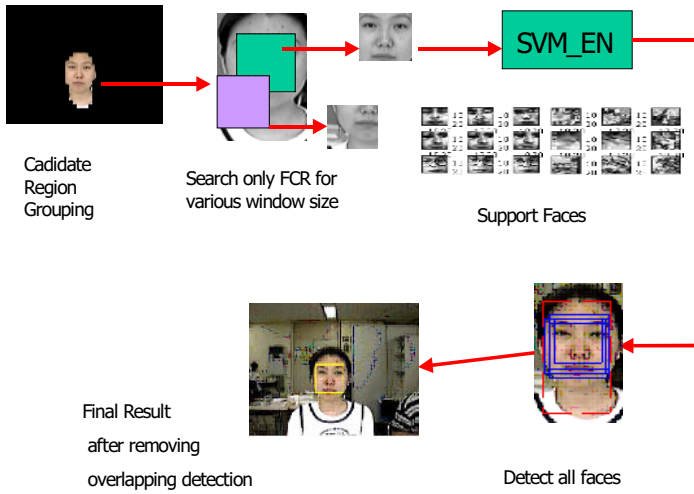 SVM_EN
Cadidate
Region
Grouping
Search only FCR for
various window size
Support Faces
Final Result
after removing
overlapping detection
Detect all faces